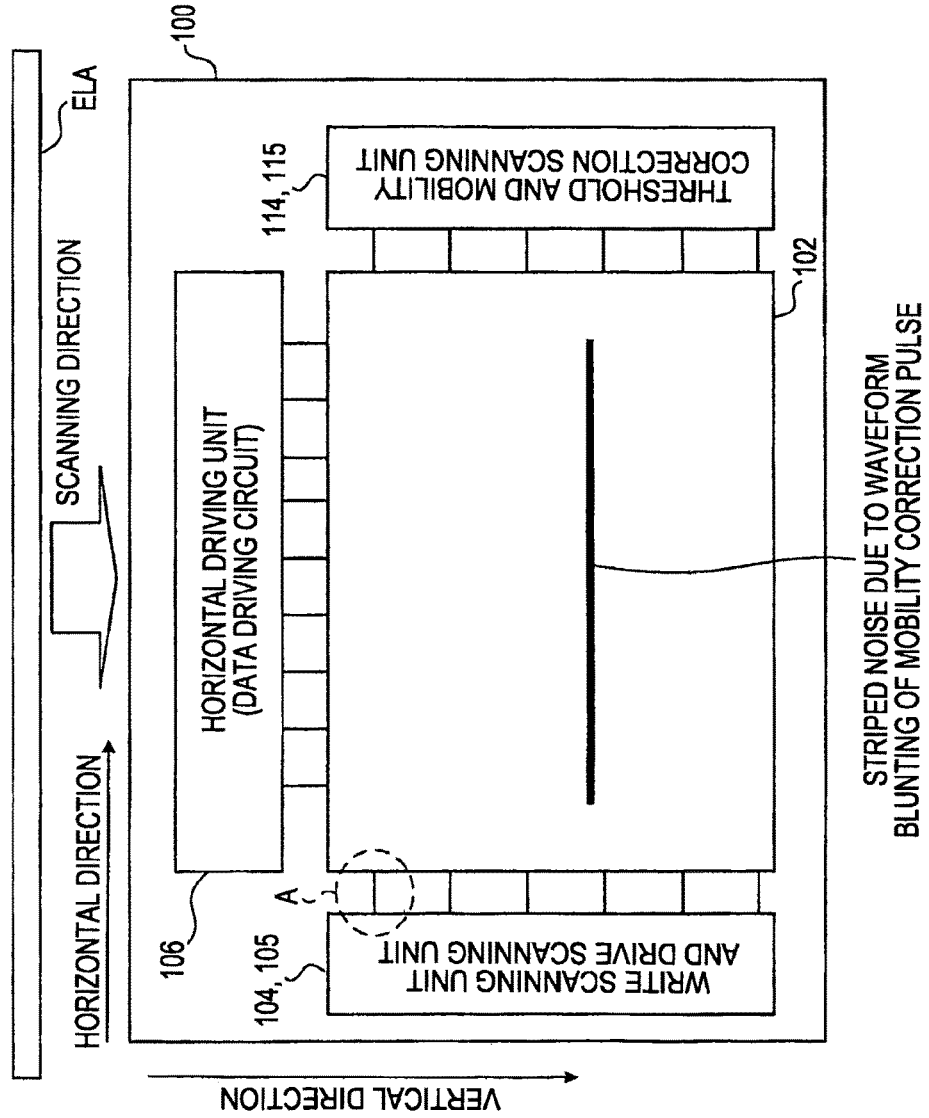 ELA
SCANNING DIRECTION
HORIZONTAL DIRECTION
100
106
HORIZONTAL DRIVING UNIT
(DATA DRIVING CIRCUIT)
A
104, 105
WRITE SCANNING UNIT
AND DRIVE SCANNING UNIT
114, 115
THRESHOLD AND MOBILITY
CORRECTION SCANNING UNIT
102
VERTICAL DIRECTION
STRIPED NOISE DUE TO WAVEFORM
BLUNTING OF MOBILITY CORRECTION PULSE